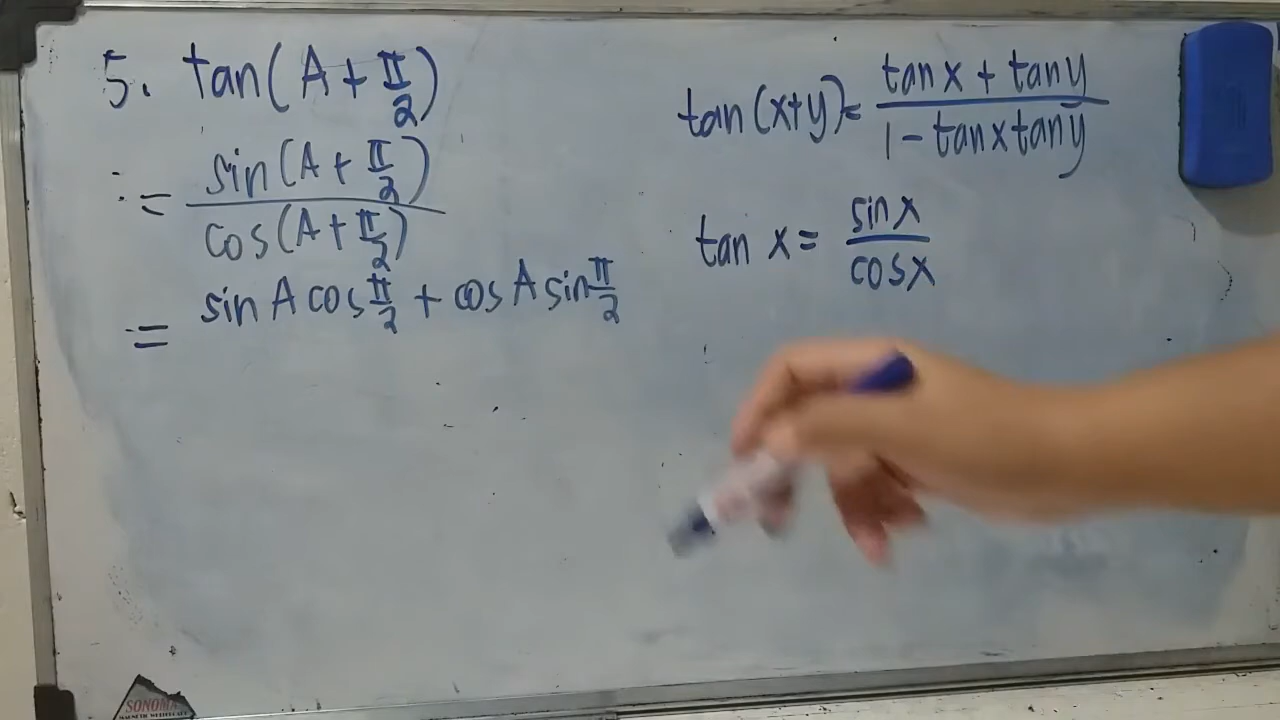 5. tan(A + π/2)
= sin(A + π/2) / cos(A + π/2)
= sin A cos π/2 + cos A sin π/2
tan(x+y) = tan x + tan y / 1 - tan x tan y
tan x = sin x / cos x
SONOMA